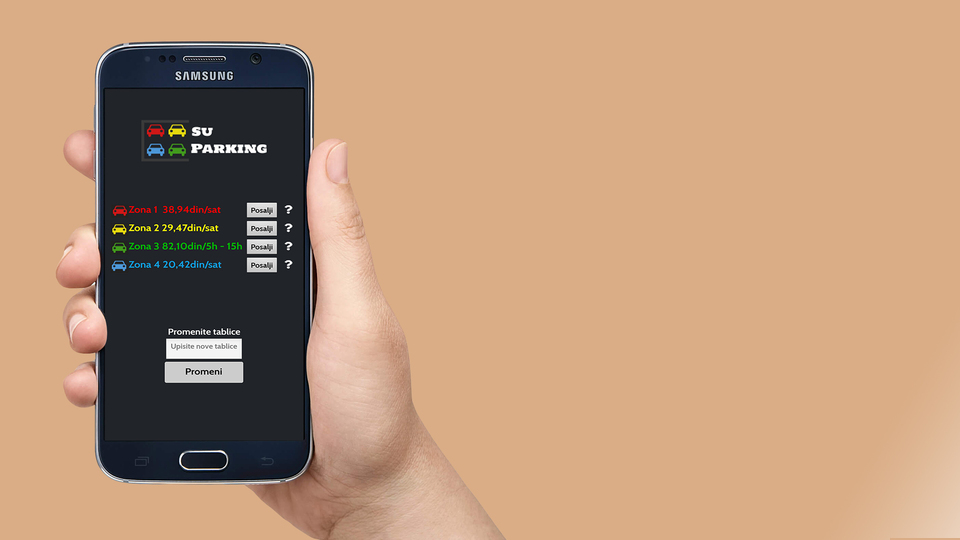 SAMSUNG
SU
PARKING
Zona 1 38,94din/sat Posalji ?
Zona 2 29,47din/sat Posalji ?
Zona 3 82,10din/5h - 15h Posalji ?
Zona 4 20,42din/sat Posalji ?
Promenite tablice
Upisite nove tablice
Promeni